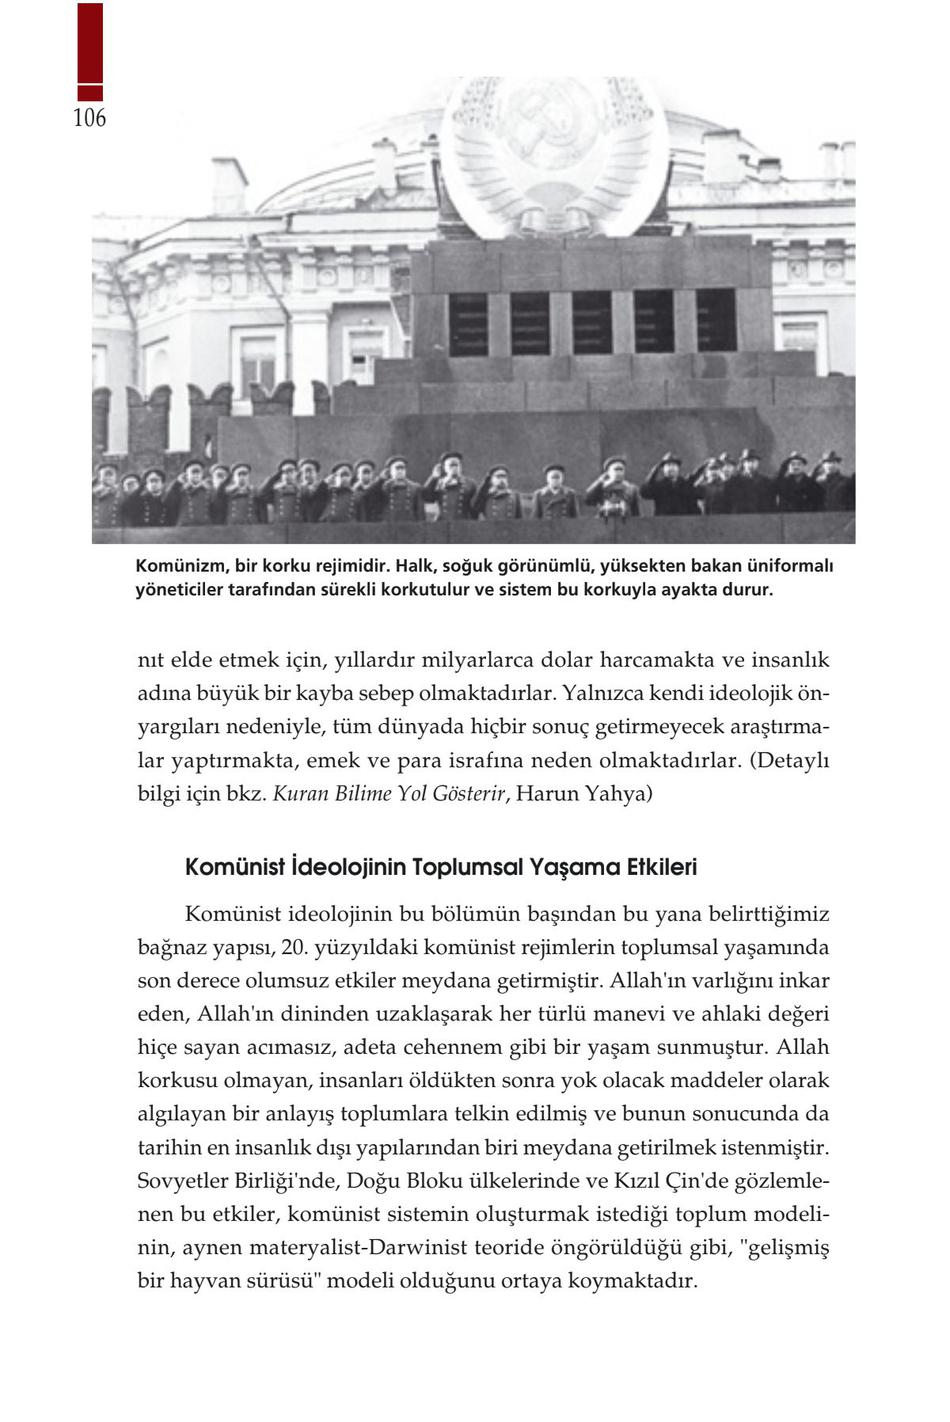 106
Komünizm, bir korku rejimidir. Halk, soğuk görünümlü, yüksekten bakan üniformalı
yöneticiler tarafından sürekli korkutulur ve sistem bu korkuyla ayakta durur.
nıt elde etmek için, yıllardır milyarlarca dolar harcamakta ve insanlık
adına büyük bir kayba sebep olmaktadırlar. Yalnızca kendi ideolojik ön-
yargıları nedeniyle, tüm dünyada hiçbir sonuç getirmeyecek araştırma-
lar yaptırmakta, emek ve para israfına neden olmaktadırlar. (Detaylı
bilgi için bkz. Kuran Bilime Yol Gösterir, Harun Yahya)
Komünist İdeolojinin Toplumsal Yaşama Etkileri
Komünist ideolojinin bu bölümün başından bu yana belirttiğimiz
bağnaz yapısı, 20. yüzyıldaki komünist rejimlerin toplumsal yaşamında
son derece olumsuz etkiler meydana getirmiştir. Allah'ın varlığını inkar
eden, Allah'ın dininden uzaklaşarak her türlü manevi ve ahlaki değeri
hiçe sayan acımasız, adeta cehennem gibi bir yaşam sunmuştur. Allah
korkusu olmayan, insanları öldükten sonra yok olacak maddeler olarak
algılayan bir anlayış toplumlara telkin edilmiş ve bunun sonucunda da
tarihin en insanlık dışı yapılarından biri meydana getirilmek istenmiştir.
Sovyetler Birliği'nde, Doğu Bloku ülkelerinde ve Kızıl Çin'de gözlemle-
nen bu etkiler, komünist sistemin oluşturmak istediği toplum modeli-
nin, aynen materyalist-Darwinist teoride öngörüldüğü gibi, "gelişmiş
bir hayvan sürüsü" modeli olduğunu ortaya koymaktadır.